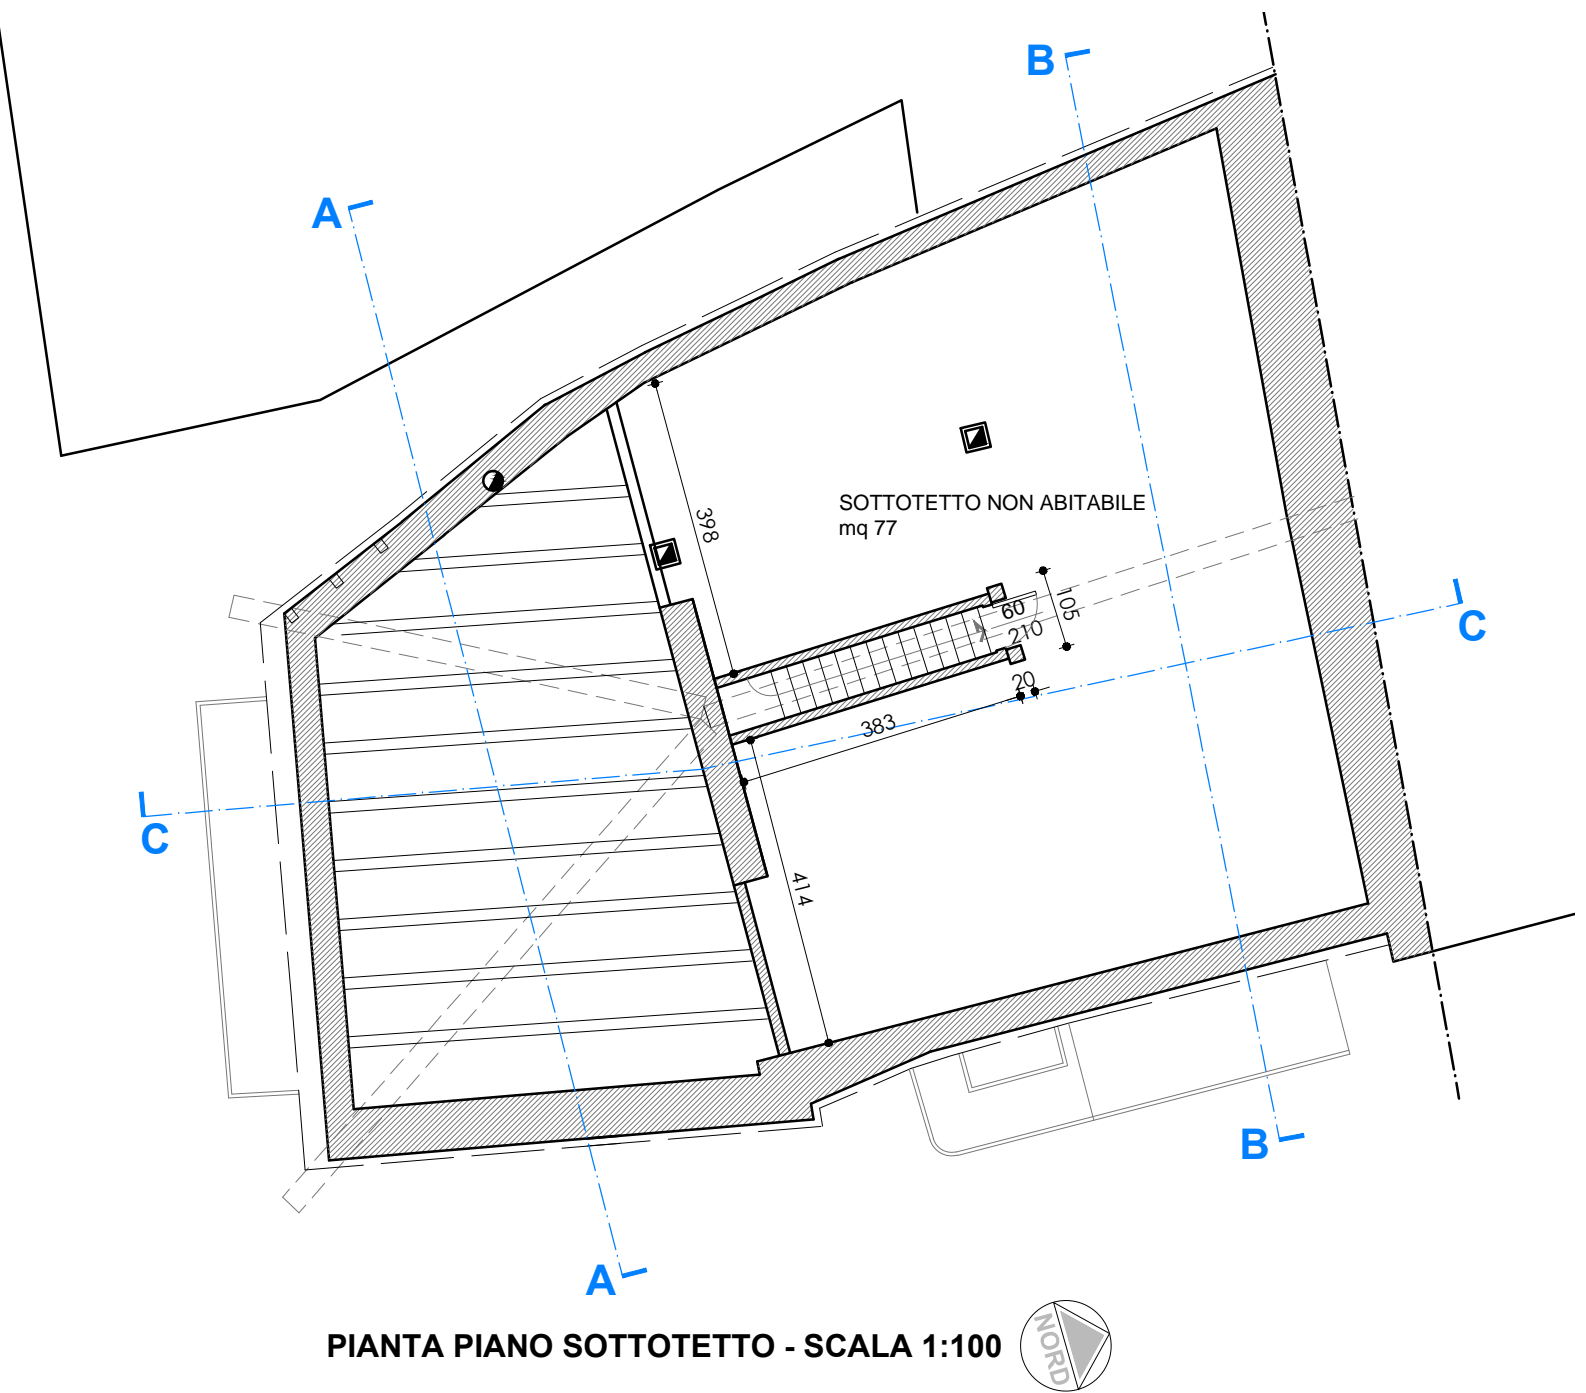 B
A
398
SOTTOTETTO NON ABITABILE
mq 77
60
105
210
C
20
383
C
414
B
A
PIANTA PIANO SOTTOTETTO - SCALA 1:100
NORD